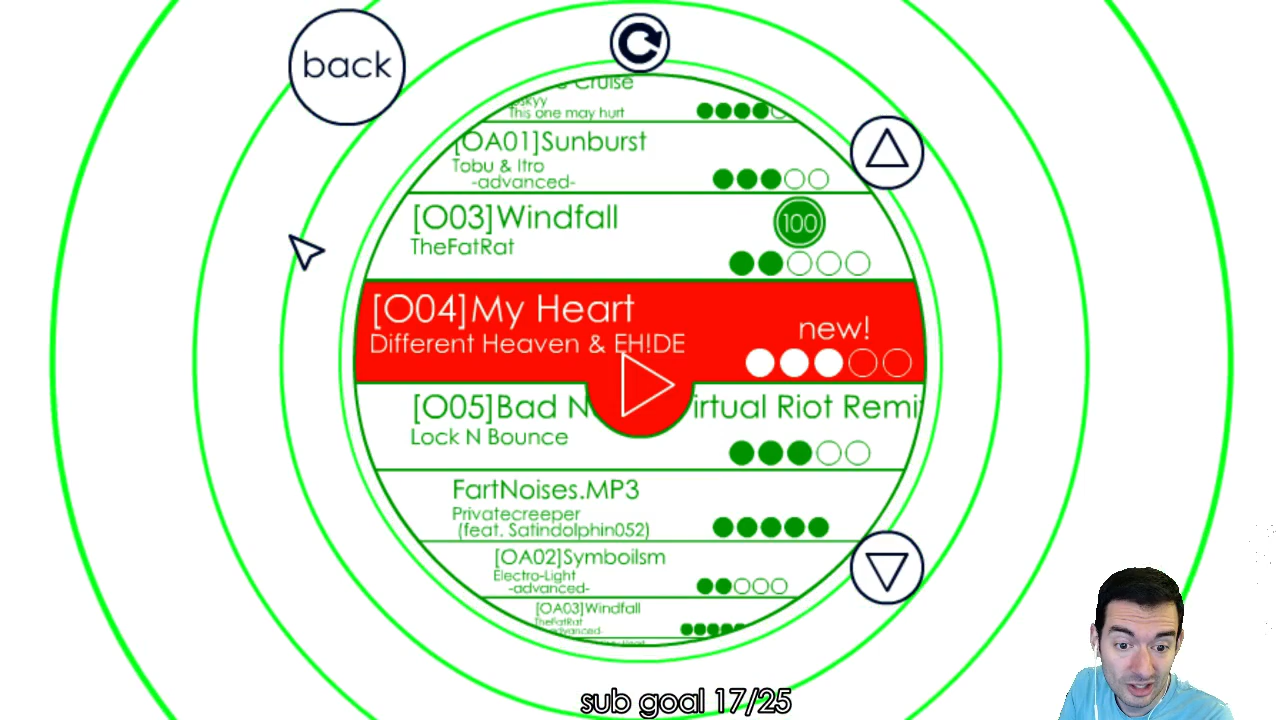 back
Cruise
This one may hurt
[OA01]Sunburst
Tobu & Itro
-advanced-
[O03]Windfall
100
TheFatRat
[O04]My Heart
new!
Different Heaven & EH!DE
[O05]Bad irtual Riot Remi
Lock N Bounce
FartNoises.MP3
Privatecreeper
(feat. Satindolphin052)
[OA02]Symboilsm
Electro-Light
-advanced-
[OA03]Windfall
TheFatRat
-advanced-
sub goal 17/25